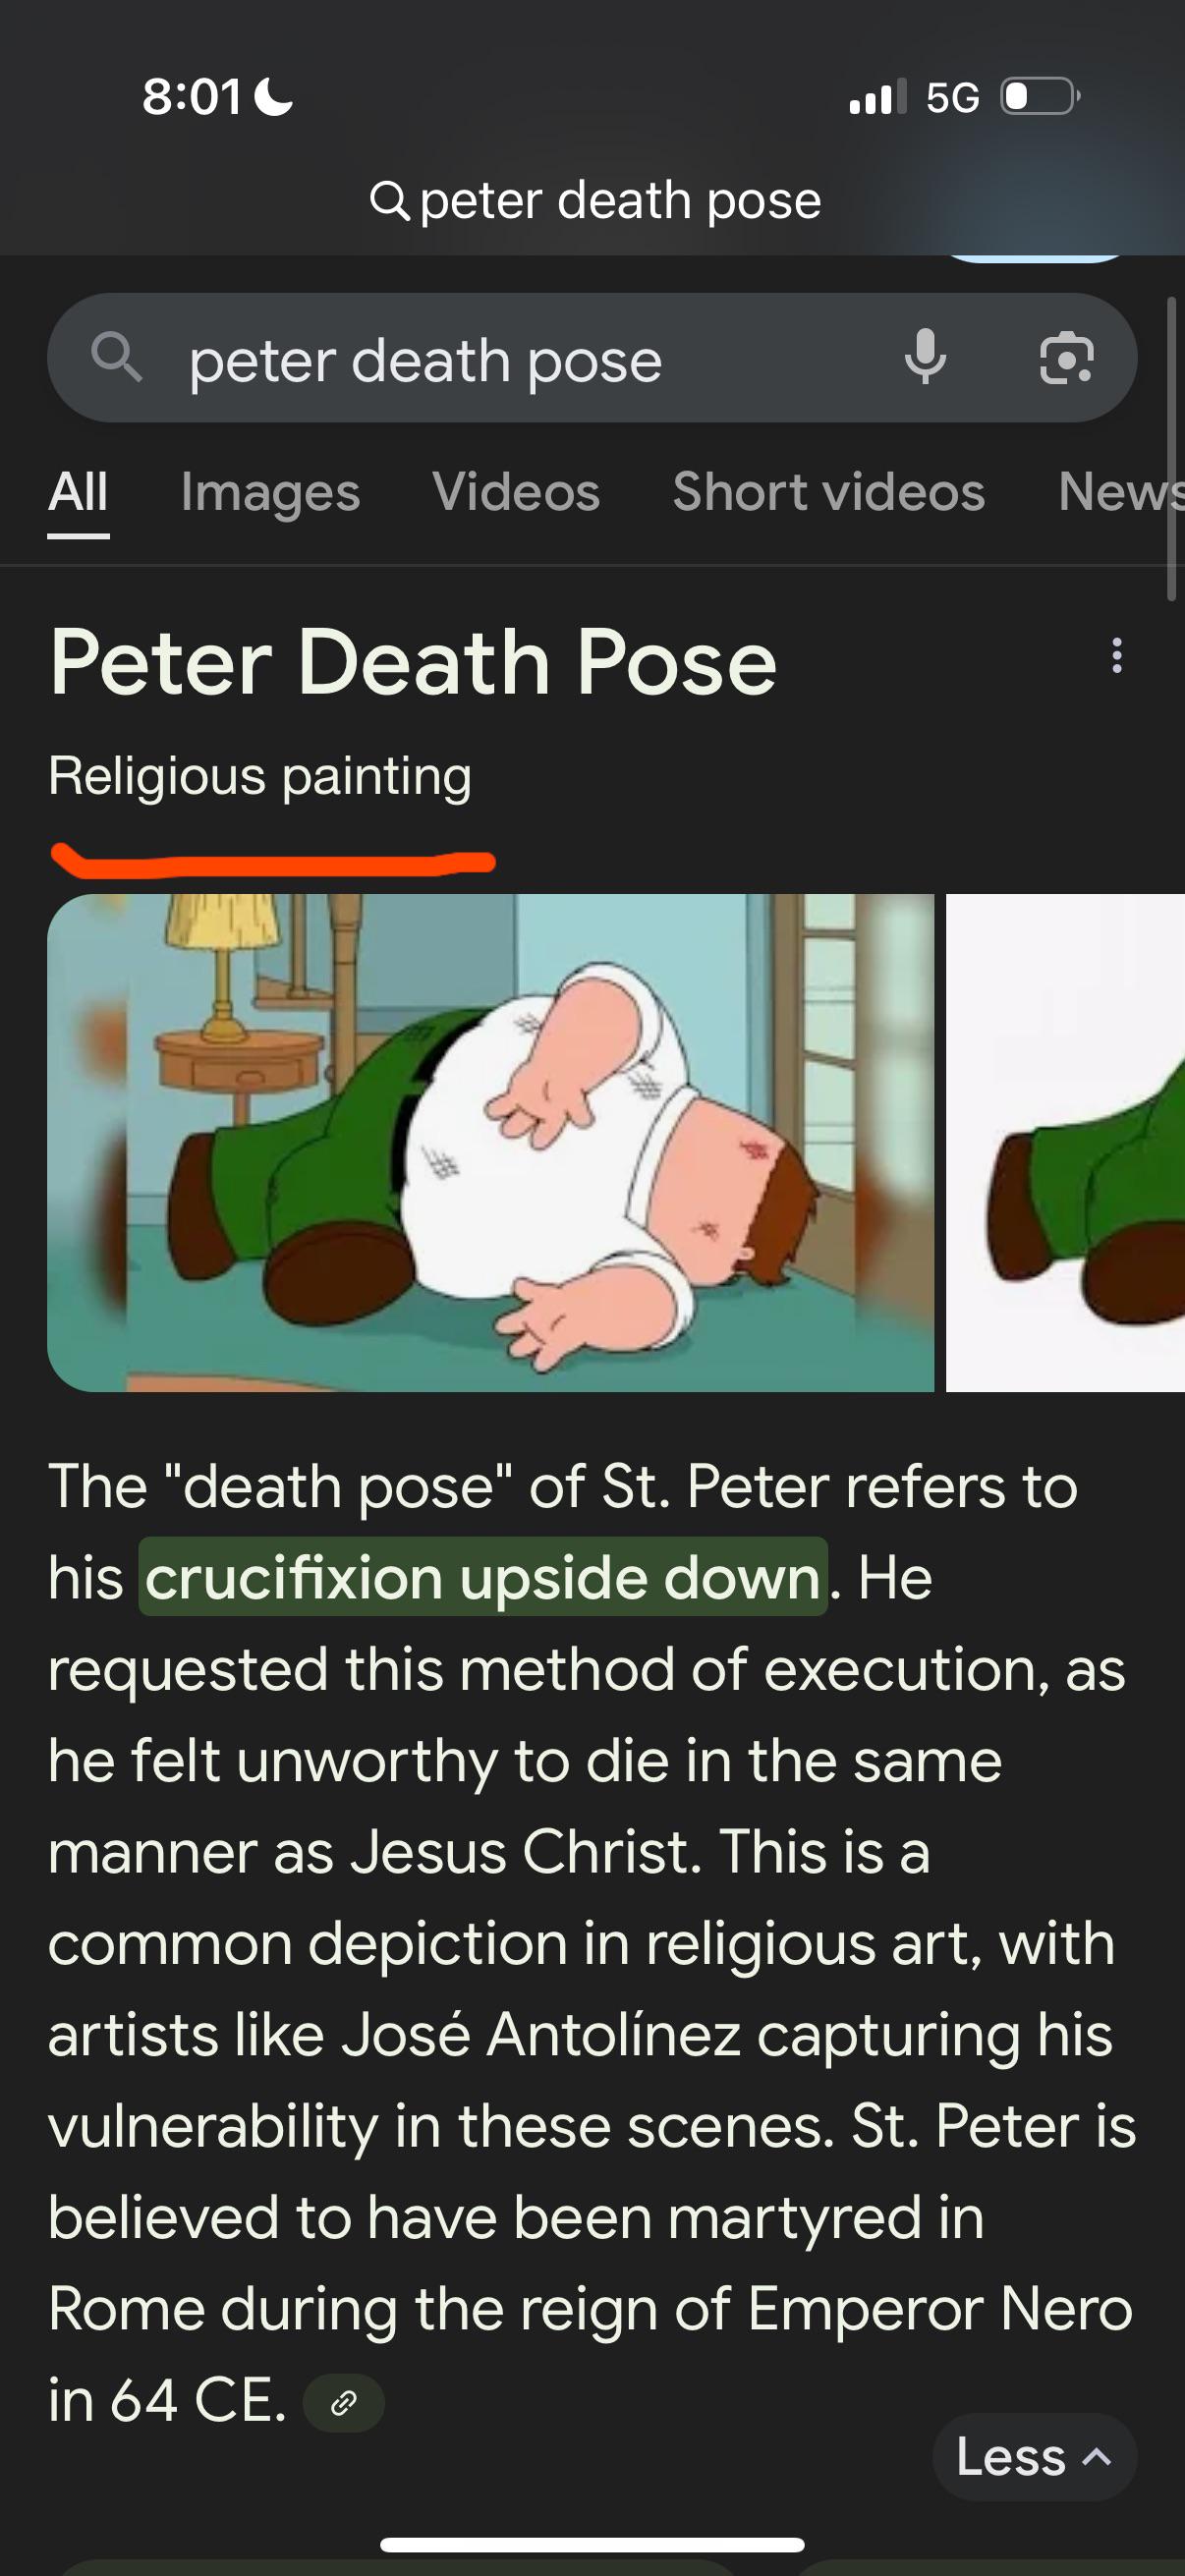 8:01
5G
peter death pose
peter death pose
All Images Videos Short videos News
Peter Death Pose
Religious painting
The "death pose" of St. Peter refers to
his crucifixion upside down. He
requested this method of execution, as
he felt unworthy to die in the same
manner as Jesus Christ. This is a
common depiction in religious art, with
artists like José Antolínez capturing his
vulnerability in these scenes. St. Peter is
believed to have been martyred in
Rome during the reign of Emperor Nero
in 64 CE.
Less